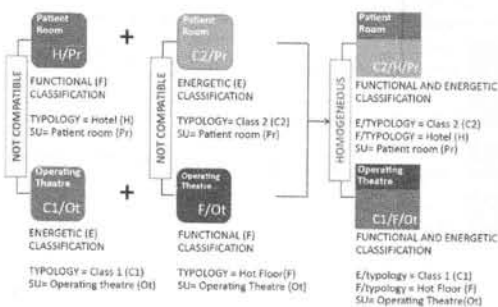 Patient
Room
H/Pr
+
Patient
Room
C2/Pr
Patient
Room
C2/H/Pr
NOT COMPATIBLE
NOT COMPATIBLE
HOMOGENEOUS
FUNCTIONAL (F)
CLASSIFICATION
TYPOLOGY = Hotel (H)
SU= Patient room (Pr)
ENERGETIC (E)
CLASSIFICATION
TYPOLOGY= Class 2 (C2)
SU= Patient room (Pr)
FUNCTIONAL AND ENERGETIC
CLASSIFICATION
E/TYPOLOGY = Class 2 (C2)
F/TYPOLOGY = Hotel (H)
SU= Patient room (Pr)
Operating
Theatre
C1/Ot
+
Operating
Theatre
F/Ot
Operating
Theatre
C1/F/Ot
ENERGETIC (E)
CLASSIFICATION
TYPOLOGY = Class 1 (C1)
SU= Operating theatre (Ot)
FUNCTIONAL (F)
CLASSIFICATION
TYPOLOGY = Hot Floor(F)
SU= Operating Theatre (Ot)
FUNCTIONAL AND ENERGETIC
CLASSIFICATION
E/typology = Class 1 (C1)
F/typology = Hot floor (F)
SU= Operating Theatre(Ot)